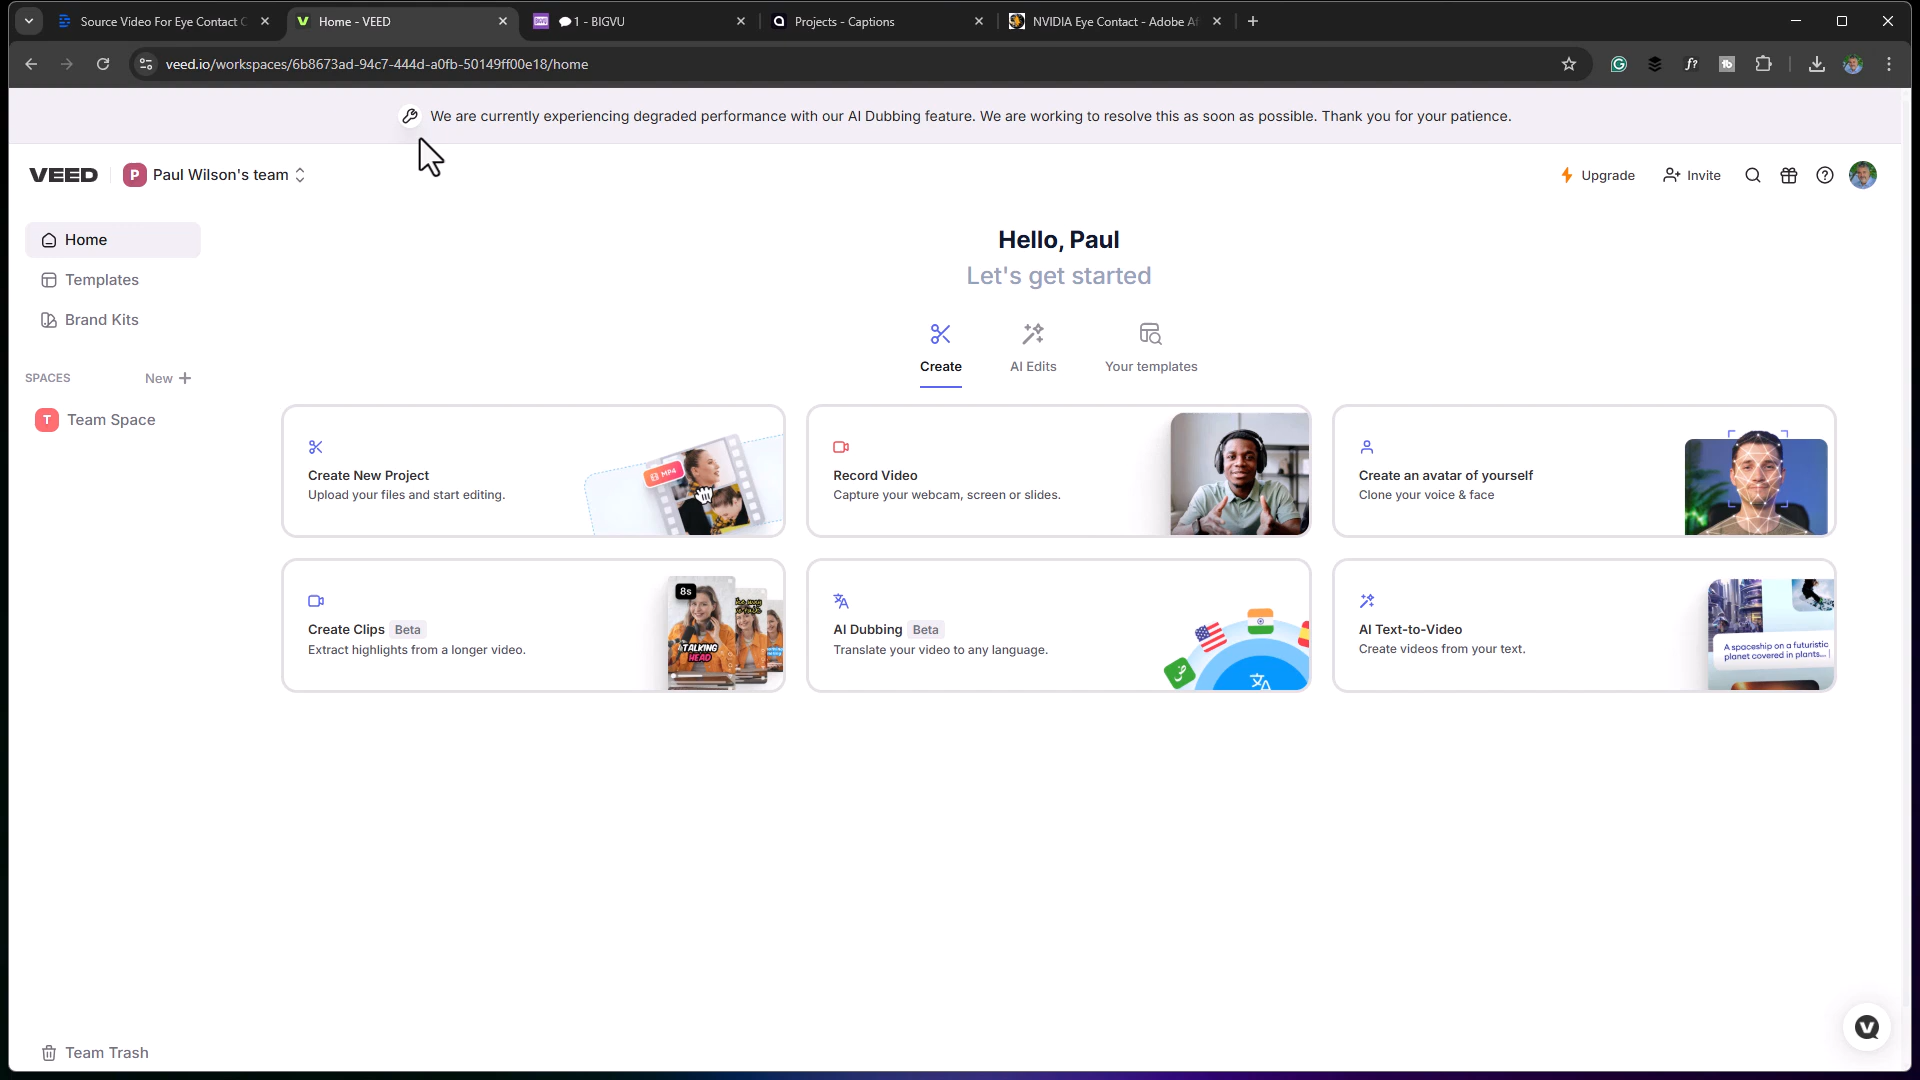 Source Video For Eye Contact C
Home - VEED
1 - BIGVU
Projects - Captions
NVIDIA Eye Contact - Adobe Af
veed.io/workspaces/6b8673ad-94c7-444d-a0fb-50149ff00e18/home
We are currently experiencing degraded performance with our AI Dubbing feature. We are working to resolve this as soon as possible. Thank you for your patience.
VEED
P Paul Wilson's team
Upgrade
Invite
Home
Templates
Brand Kits
SPACES
New +
T Team Space
Team Trash
Hello, Paul
Let's get started
Create
AI Edits
Your templates
Create New Project
Upload your files and start editing.
MP4
Record Video
Capture your webcam, screen or slides.
Create an avatar of yourself
Clone your voice & face
Create Clips Beta
Extract highlights from a longer video.
8s
TALKING
HEAD
AI Dubbing Beta
Translate your video to any language.
AI Text-to-Video
Create videos from your text.
A spaceship on a futuristic
planet covered in plants...